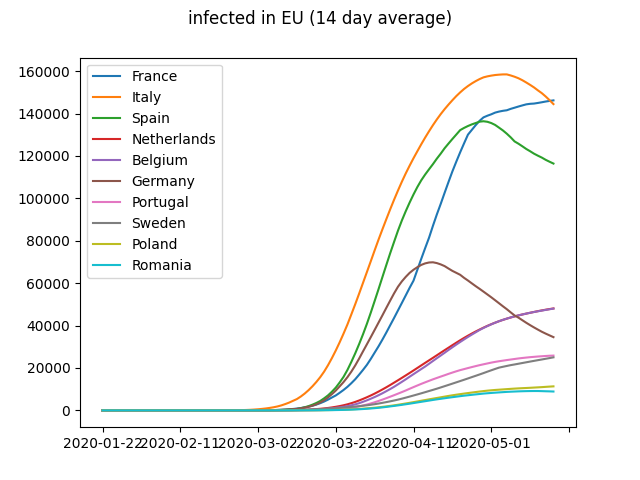 infected in EU (14 day average)
160000
140000
120000
100000
80000
60000
40000
20000
0
France
Italy
Spain
Netherlands
Belgium
Germany
Portugal
Sweden
Poland
Romania
2020-01-22 2020-02-11 2020-03-02 2020-03-22 2020-04-11 2020-05-01